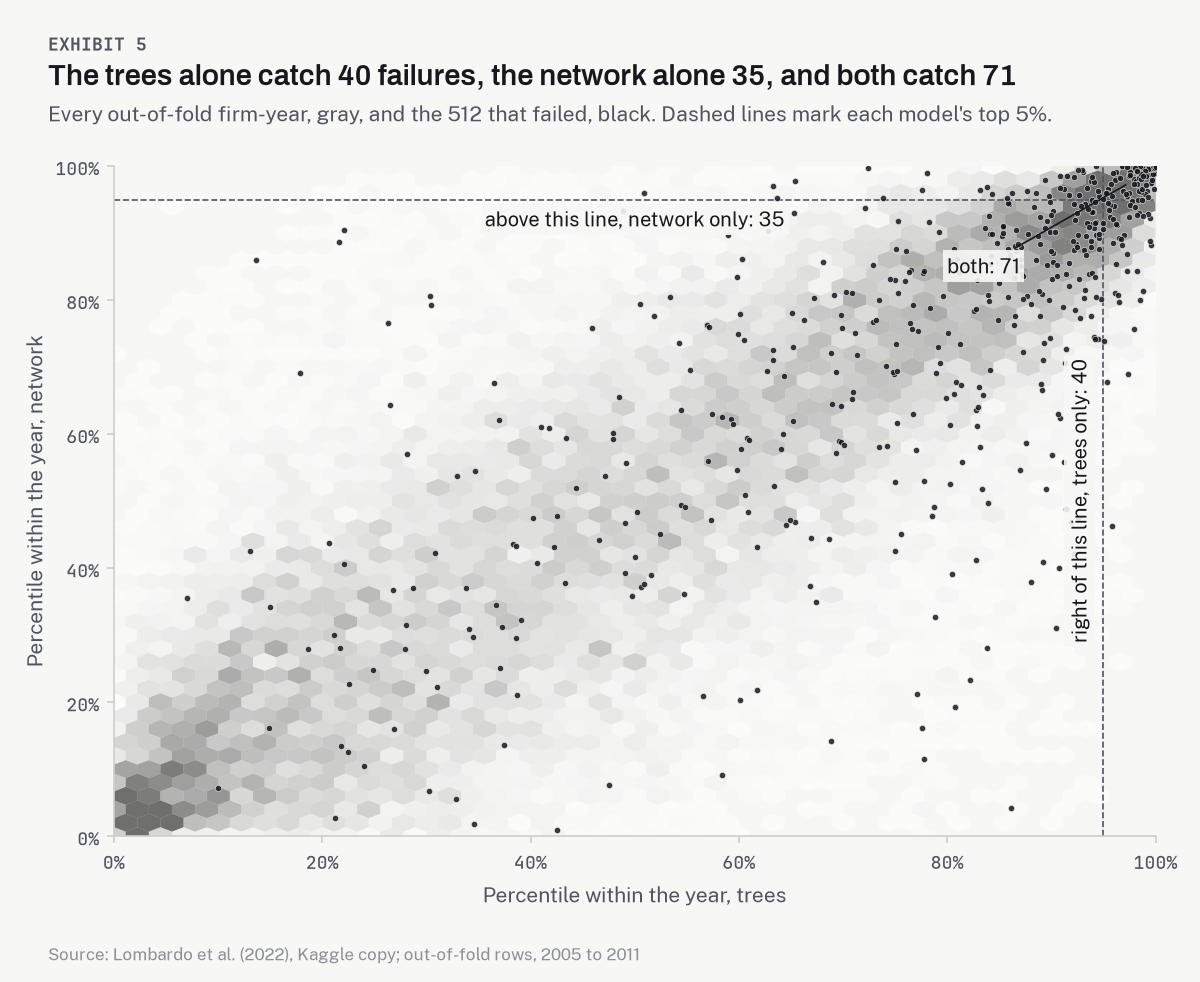 EXHIBIT 5
The trees alone catch 40 failures, the network alone 35, and both catch 71
Every out-of-fold firm-year, gray, and the 512 that failed, black. Dashed lines mark each model's top 5%.
Percentile within the year, network
100%
80%
60%
40%
20%
0%
above this line, network only: 35
both: 71
right of this line, trees only: 40
0%
20%
40%
60%
80%
100%
Percentile within the year, trees
Source: Lombardo et al. (2022), Kaggle copy; out-of-fold rows, 2005 to 2011